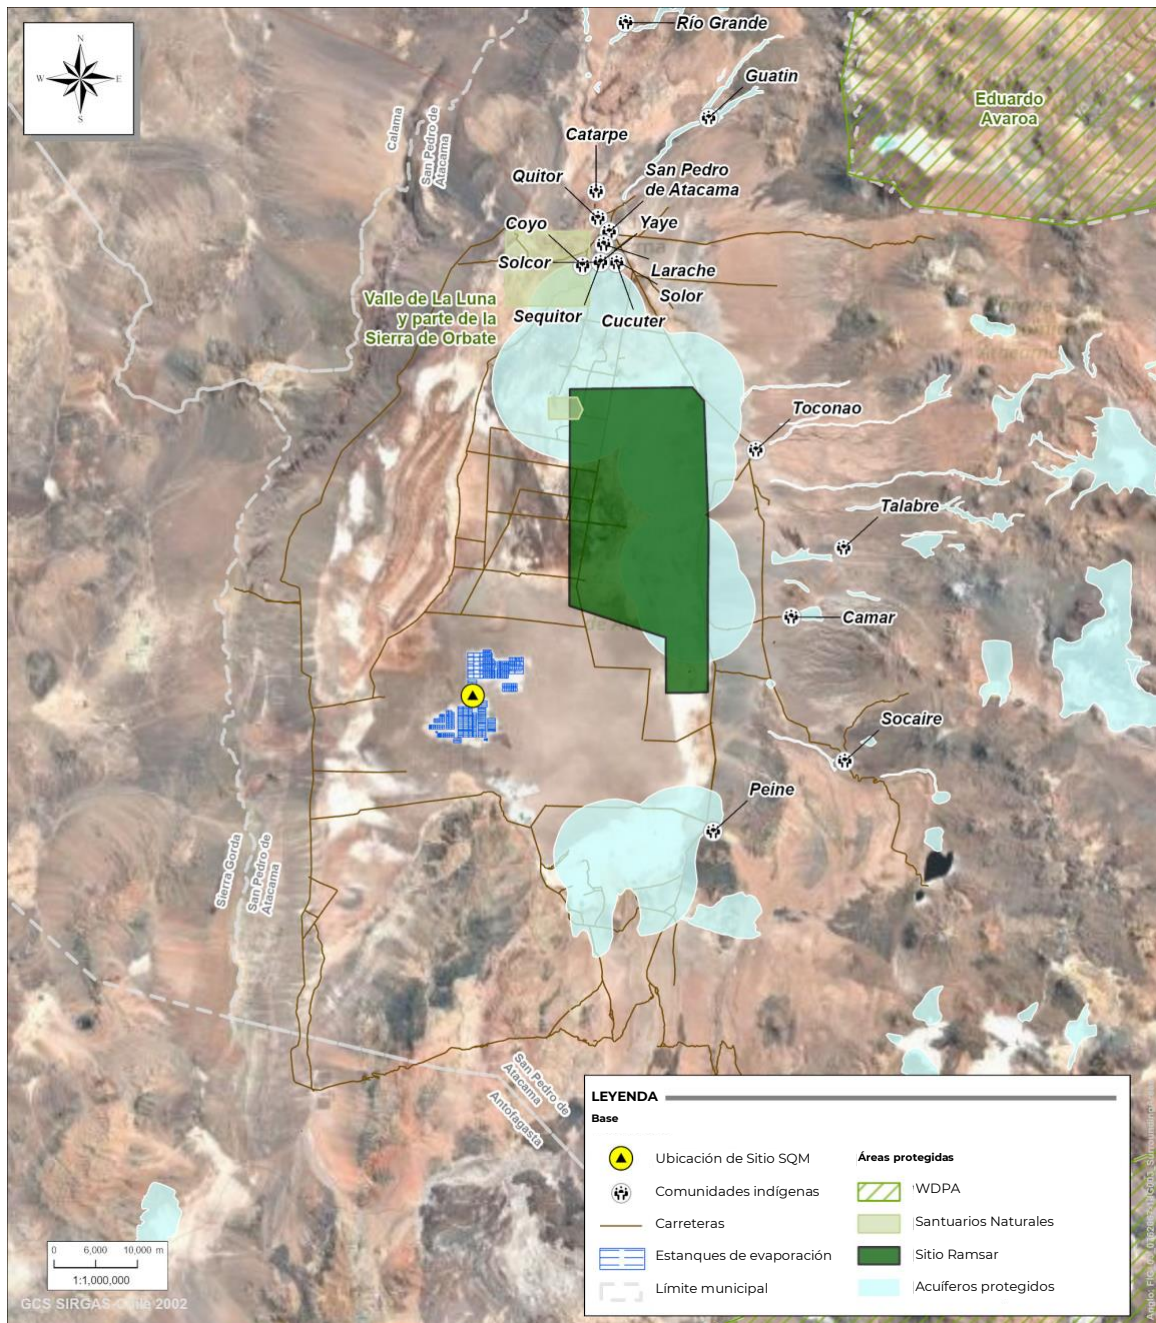 N
W
E
S
Río Grande
Guatin
Eduardo
Avaroa
Calama
San Pedro de
Atacama
Catarpe
Quitor
San Pedro
de Atacama
Coyo
Yaye
Solcor
Larache
Solor
Valle de La Luna
y parte de la
Sierra de Orbate
Sequitor
Cucuter
Toconao
Talabre
Camar
Socaire
Peine
Sierra Gorda
San Pedro de
Atacama
San Pedro de
Atacama
Antofagasta
LEYENDA
Base
Ubicación de Sitio SQM
Comunidades indígenas
Carreteras
Estanques de evaporación
Límite municipal
Áreas protegidas
WDPA
Santuarios Naturales
Sitio Ramsar
Acuíferos protegidos
0 6,000 10,000 m
1:1,000,000
GCS SIRGAS-Chile 2002